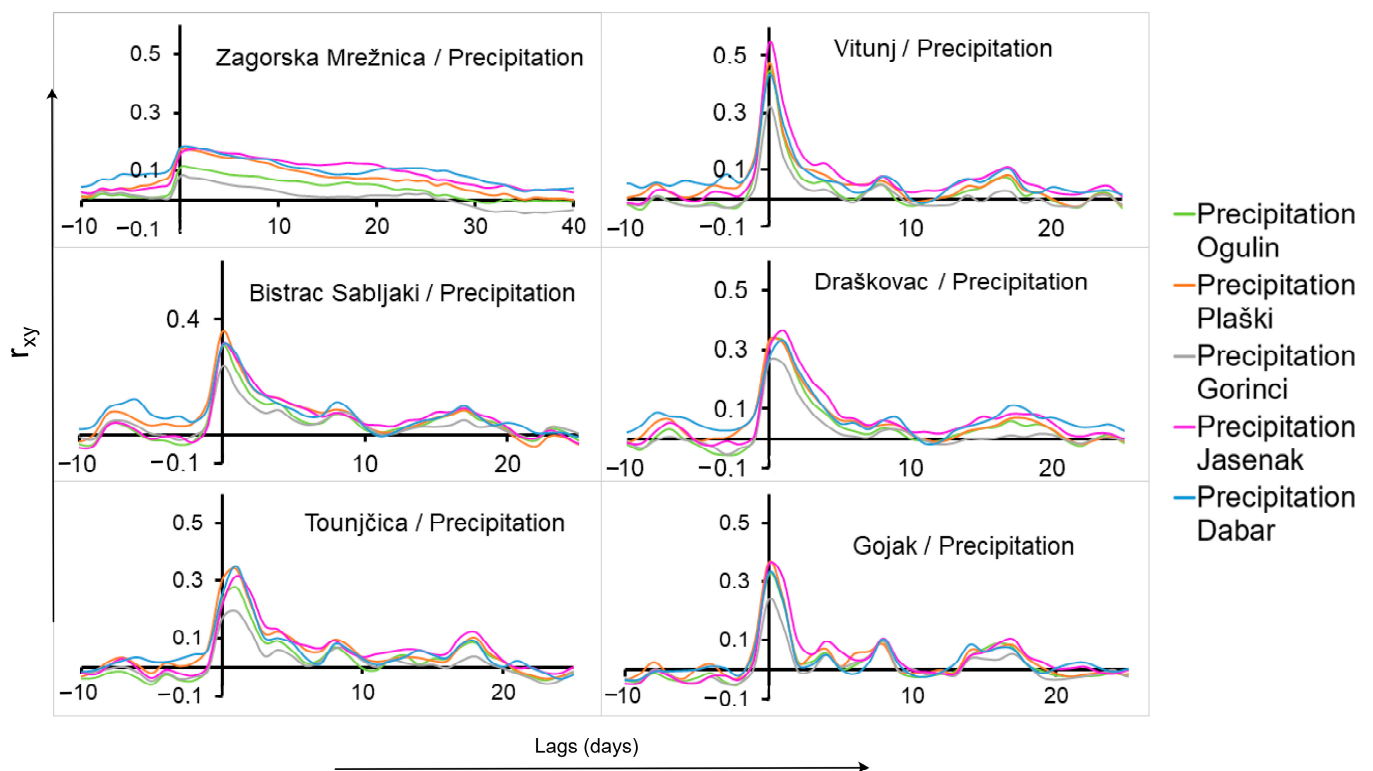 Zagorska Mrežnica / Precipitation
0.5
0.3
0.1
−0.1
−10
10
20
30
40
Vitunj / Precipitation
0.5
0.3
0.1
−0.1
−10
10
20
Bistrac Sabljaki / Precipitation
0.4
−0.1
−10
10
20
Draškovac / Precipitation
0.5
0.3
0.1
−0.1
−10
10
20
Tounjčica / Precipitation
0.5
0.3
0.1
−0.1
−10
10
20
Gojak / Precipitation
0.5
0.3
0.1
−0.1
−10
10
20
rxy
Lags (days)
Precipitation
Ogulin
Precipitation
Plaški
Precipitation
Gorinci
Precipitation
Jasenak
Precipitation
Dabar